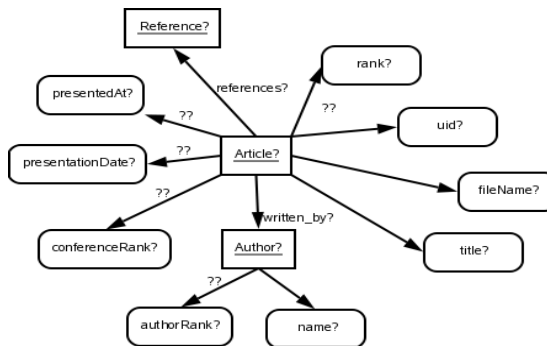 Reference?
rank?
references?
presentedAt?
??
??
uid?
??
Article?
presentationDate?
??
fileName?
written_by?
conferenceRank?
Author?
title?
??
authorRank?
name?